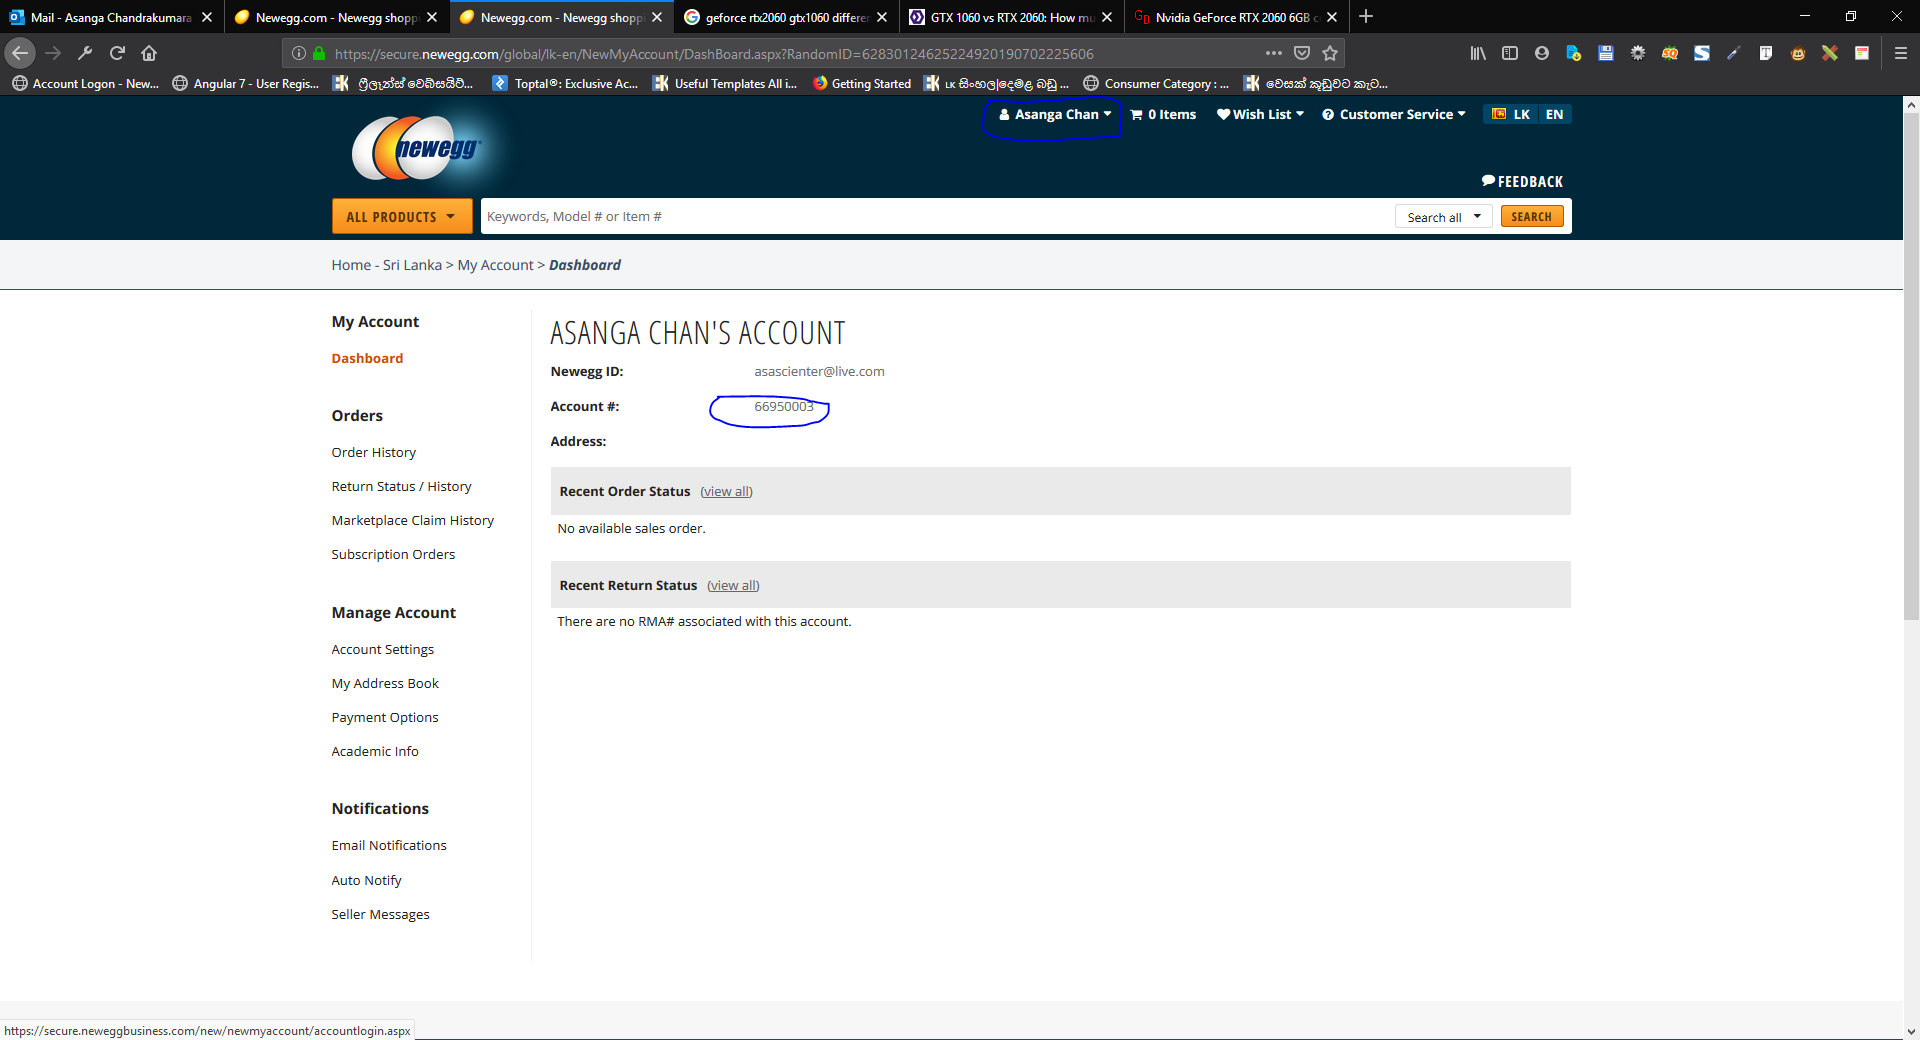 Mail - Asanga Chandrakumara
Newegg.com - Newegg shopp
Newegg.com - Newegg shopp
geforce rtx2060 gtx1060 differen
GTX 1060 vs RTX 2060: How mu
Nvidia GeForce RTX 2060 6GB c
https://secure.newegg.com/global/lk-en/NewMyAccount/DashBoard.aspx?RandomID=62830124625224920190702225606
Account Logon - New...
Angular 7 - User Regis...
ෆ්‍රීලෑන්ස් වෙබ්සයිට්...
Toptal®: Exclusive Ac...
Useful Templates All i...
Getting Started
LK සිංහල|දෙමළ බඩු ...
Consumer Category : ...
වෙසක් කූඩුවට කැට...
newegg
Asanga Chan
0 Items
Wish List
Customer Service
LK EN
FEEDBACK
ALL PRODUCTS
Keywords, Model # or Item #
Search all
SEARCH
Home - Sri Lanka > My Account > Dashboard
My Account
Dashboard
Orders
Order History
Return Status / History
Marketplace Claim History
Subscription Orders
Manage Account
Account Settings
My Address Book
Payment Options
Academic Info
Notifications
Email Notifications
Auto Notify
Seller Messages
ASANGA CHAN'S ACCOUNT
Newegg ID: asascienter@live.com
Account #: 66950003
Address:
Recent Order Status (view all)
No available sales order.
Recent Return Status (view all)
There are no RMA# associated with this account.
https://secure.neweggbusiness.com/new/newmyaccount/accountlogin.aspx